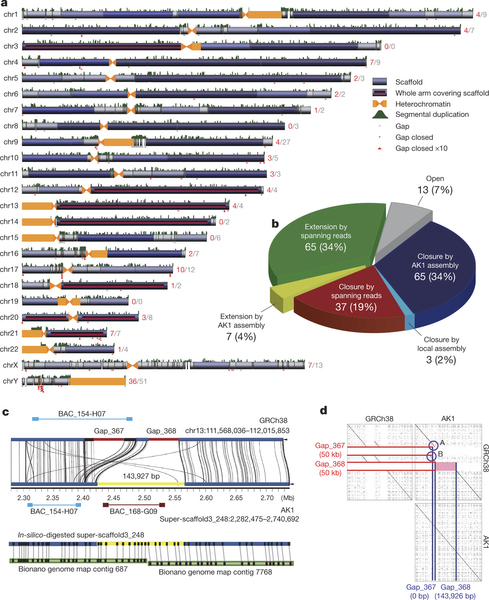 a
chr1 4/9
chr2 4/7
chr3 0/0
chr4 7/9
chr5 3/2
chr6 2/2
chr7 1/2
chr8 0/3
chr9 4/27
chr10 3/5
chr11 3/3
chr12 4/4
chr13 4/4
chr14 0/2
chr15 0/6
chr16 2/7
chr17 10/12
chr18 1/2
chr19 0/0
chr20 3/8
chr21 7/7
chr22 1/4
chrX 7/13
chrY 36/51
Scaffold
Whole arm covering scaffold
Heterochromatin
Segmental duplication
Gap
Gap closed
Gap closed ×10
b
Open
13 (7%)
Extension by
spanning reads
65 (34%)
Closure by
AK1 assembly
65 (34%)
Closure by
spanning reads
37 (19%)
Extension by
AK1 assembly
7 (4%)
Closure by
local assembly
3 (2%)
c
BAC_154-H07
GRCh38
chr13:111,568,036–112,015,853
Gap_367 Gap_368
143,927 bp
2.30 2.35 2.40 2.45 2.50 2.55 2.60 2.65 2.70 (Mb)
BAC_154-H07 BAC_168-G09
AK1
Super-scaffold3_248:2,282,475–2,740,692
In-silico-digested super-scaffold3_248
Bionano genome map contig 687 Bionano genome map contig 7768
d
GRCh38 AK1
Gap_367
(50 kb)
Gap_368
(50 kb)
A
B
GRCh38
AK1
Gap_367
(0 bp)
Gap_368
(143,926 bp)